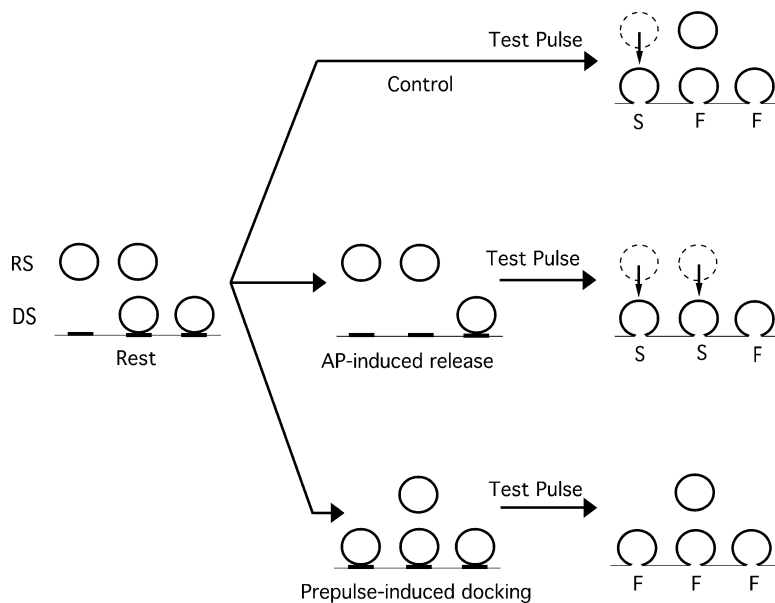 Test Pulse
Control
S F F
RS
DS
Rest
AP-induced release
Test Pulse
S S F
Prepulse-induced docking
Test Pulse
F F F